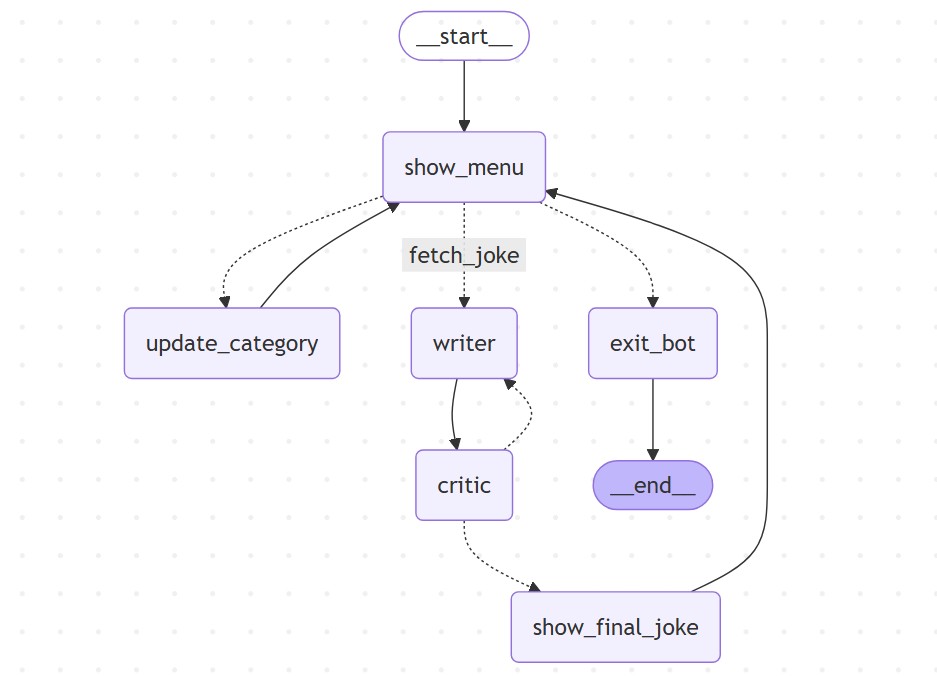 __start__
show_menu
fetch_joke
update_category
writer
exit_bot
critic
__end__
show_final_joke